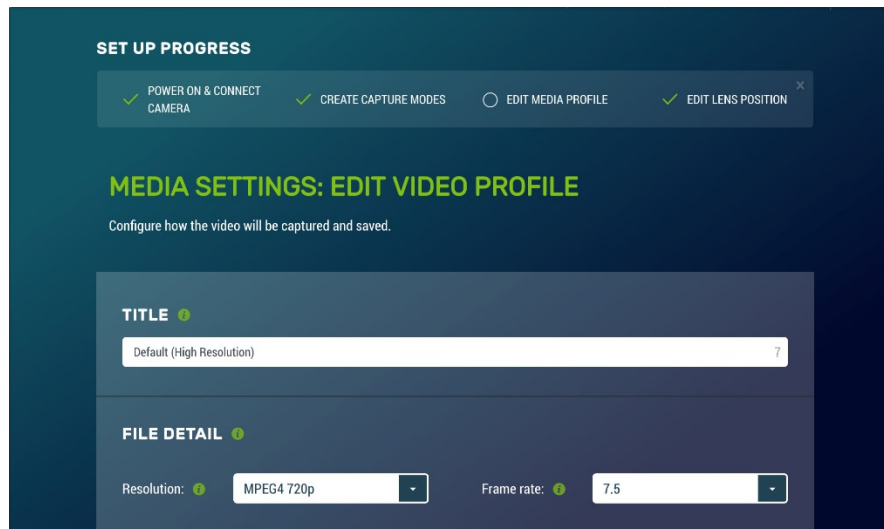 SET UP PROGRESS
POWER ON & CONNECT
CAMERA
CREATE CAPTURE MODES
EDIT MEDIA PROFILE
EDIT LENS POSITION
x
MEDIA SETTINGS: EDIT VIDEO PROFILE
Configure how the video will be captured and saved.
TITLE i
Default (High Resolution) 7
FILE DETAIL i
Resolution: i MPEG4 720p Frame rate: i 7.5